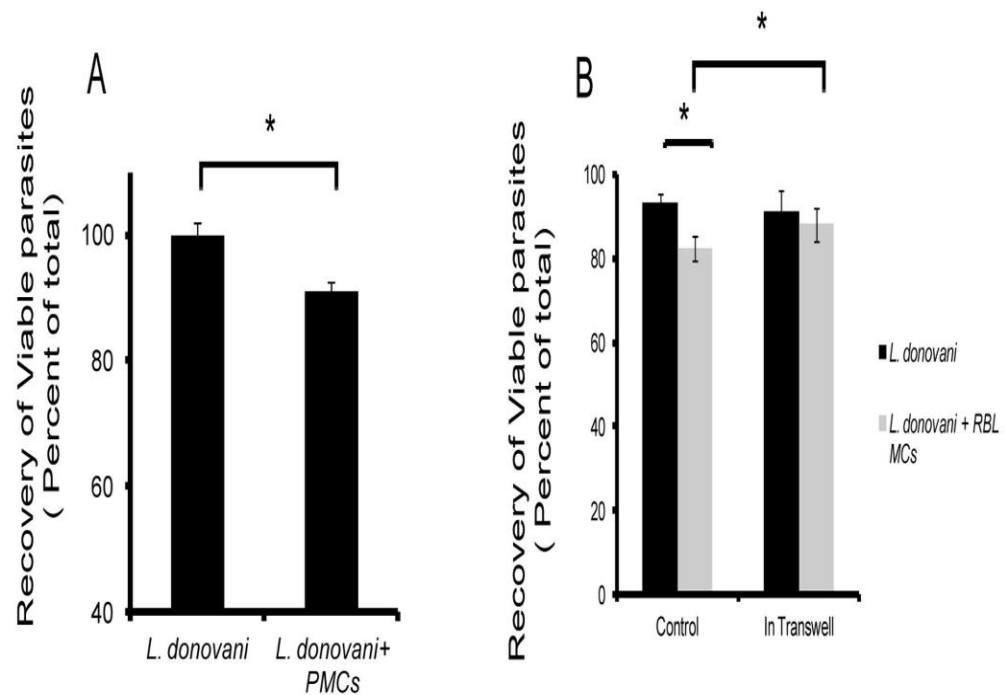 A
*
Recovery of Viable parasites
( Percent of total)
100
80
60
40
L. donovani
L. donovani+
PMCs
B
*
*
Recovery of Viable parasites
( Percent of total)
100
80
60
40
20
0
Control
In Transwell
L. donovani
L. donovani + RBL
MCs